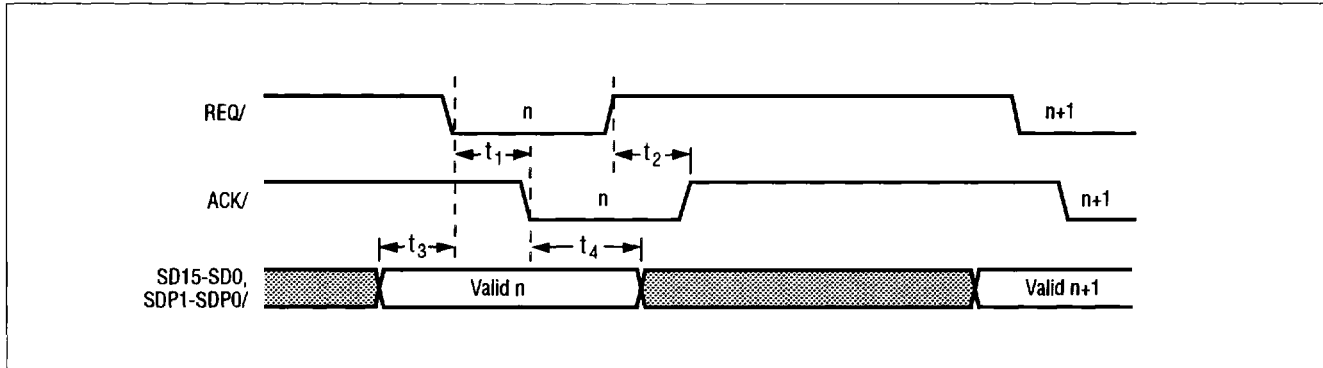 REQ/
n
n+1
t1
t2
ACK/
n
n+1
t3
t4
SD15-SD0,
SDP1-SDP0/
Valid n
Valid n+1